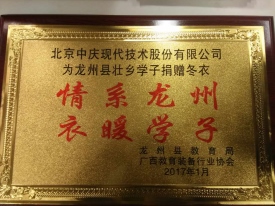 北京中庆现代技术股份有限公司
为龙州县壮乡学子捐赠冬衣
情系龙州
衣暖学子
龙州县教育局
广西教育装备行业协会
2017年1月